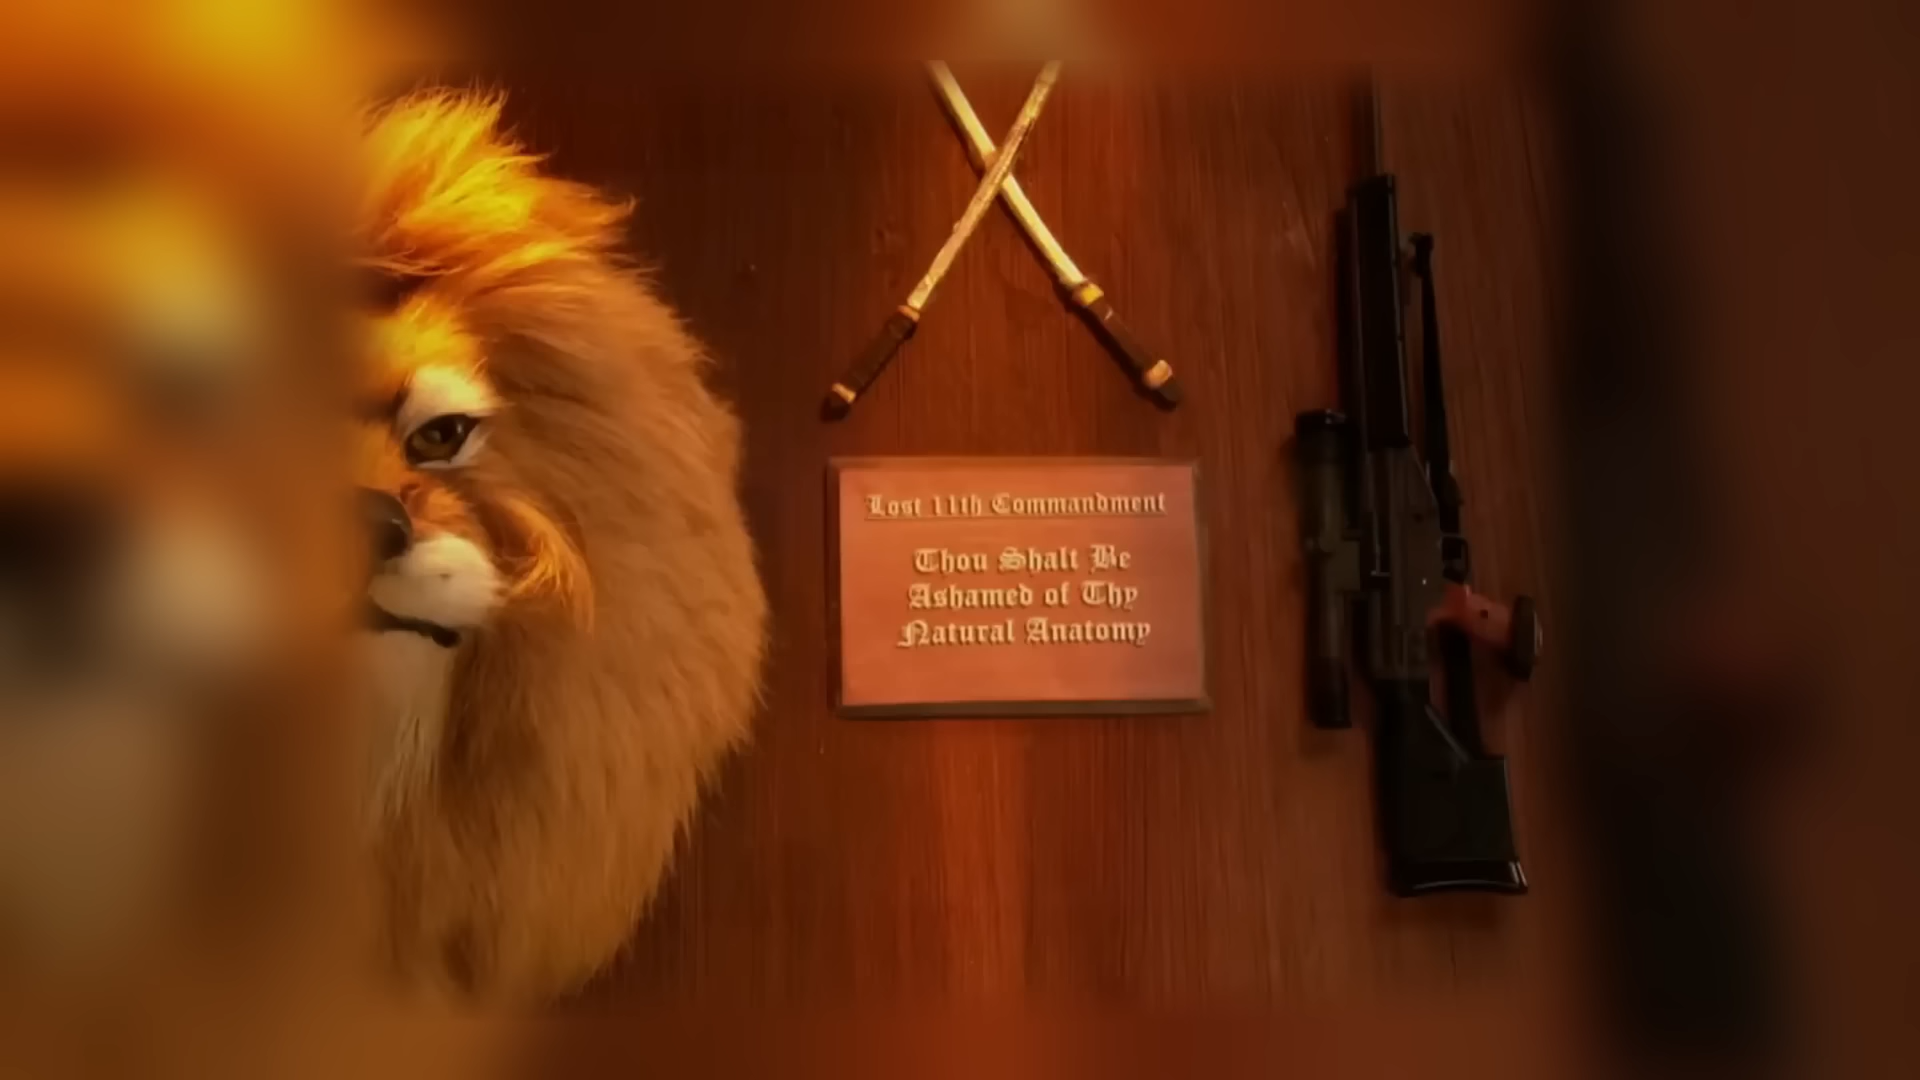 Lost 11th Commandment
Thou Shalt Be
Ashamed of Thy
Natural Anatomy